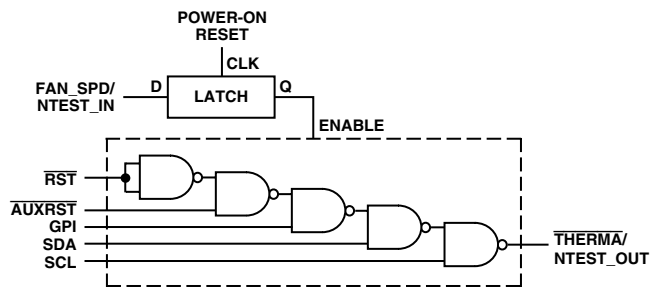 POWER-ON
RESET
CLK
FAN_SPD/
NTEST_IN
D
LATCH
Q
ENABLE
RST
AUXRST
GPI
SDA
SCL
THERMA/
NTEST_OUT